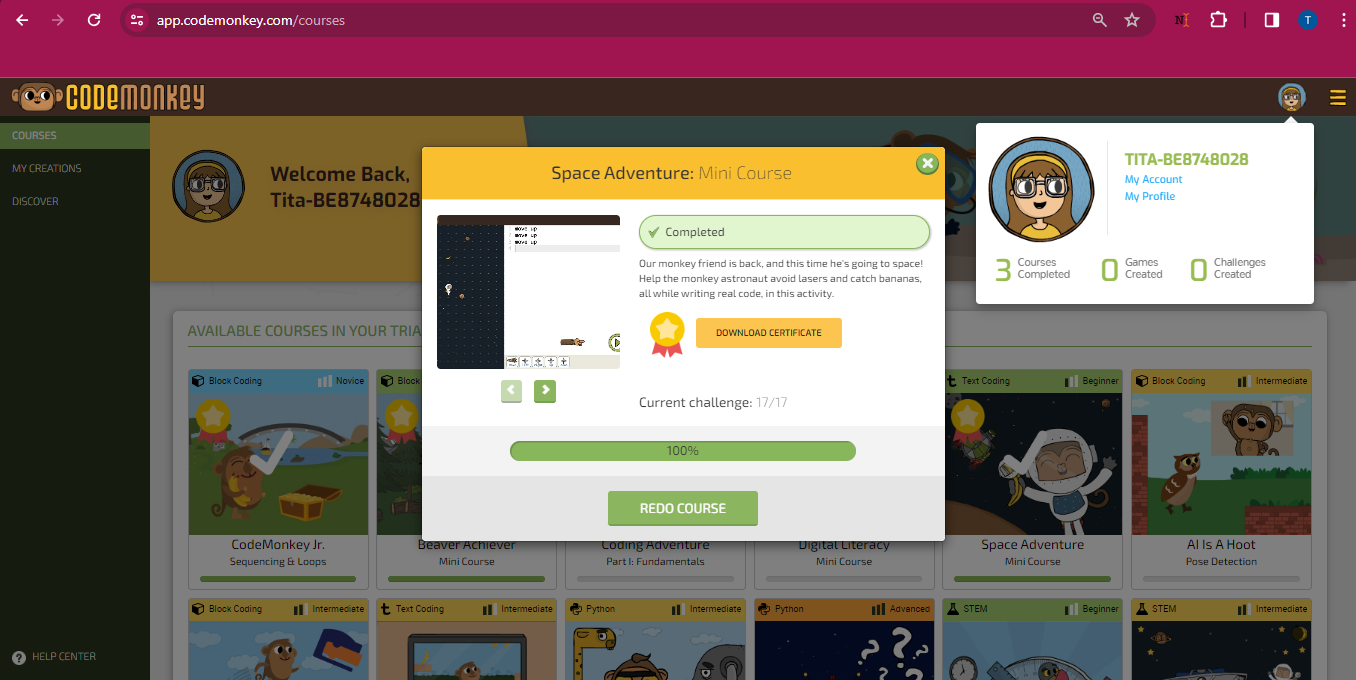 app.codemonkey.com/courses
T
CODEMONKEY
COURSES
MY CREATIONS
DISCOVER
HELP CENTER
Welcome Back,
Tita-BE8748028
AVAILABLE COURSES IN YOUR TRIA
Space Adventure: Mini Course
move up
move up
move up
Completed
Our monkey friend is back, and this time he's going to space!
Help the monkey astronaut avoid lasers and catch bananas,
all while writing real code, in this activity.
DOWNLOAD CERTIFICATE
Current challenge: 17/17
100%
REDO COURSE
TITA-BE8748028
My Account
My Profile
3 Courses Completed
0 Games Created
0 Challenges Created
Block Coding Novice
CodeMonkey Jr.
Sequencing & Loops
Block
Beaver Achiever
Mini Course
Coding Adventure
Part I: Fundamentals
Digital Literacy
Mini Course
Text Coding Beginner
Space Adventure
Mini Course
Block Coding Intermediate
AI Is A Hoot
Pose Detection
Block Coding Intermediate
Text Coding Intermediate
Python Intermediate
Python Advanced
STEM Beginner
STEM Intermediate